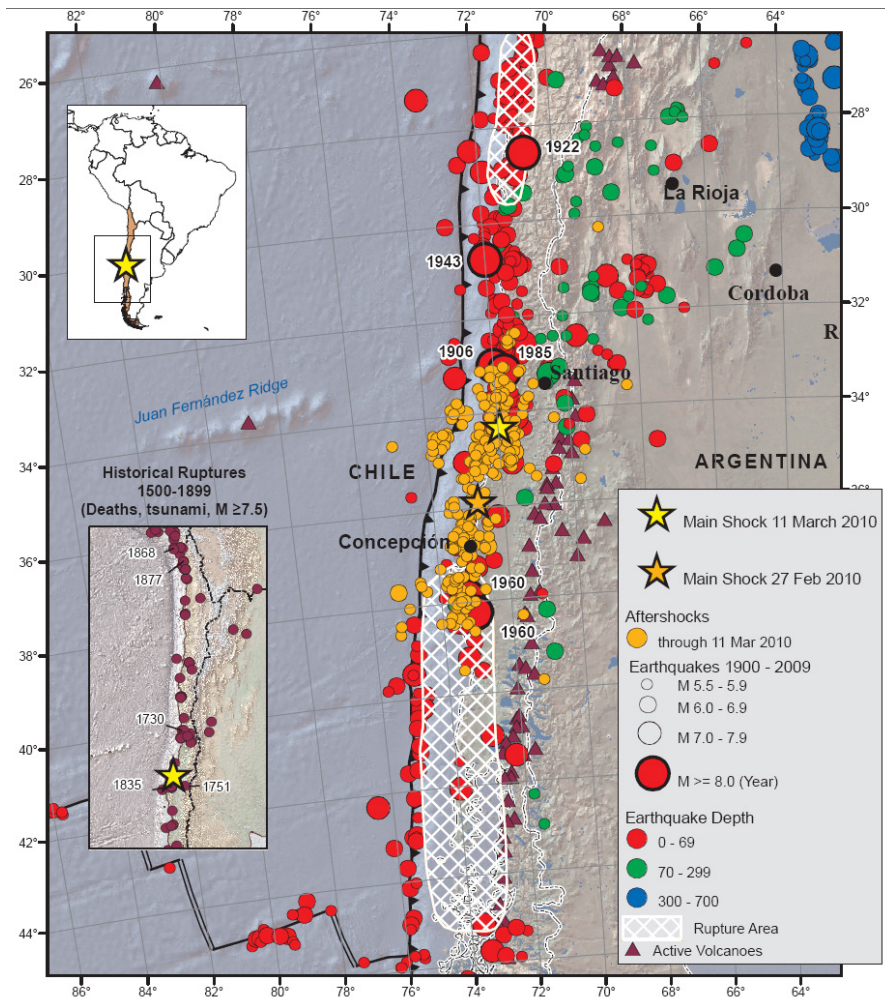 82° 80° 78° 76° 74° 72° 70° 68° 66° 64°
26°
28°
30°
32°
34°
36°
38°
40°
42°
44°
28°
30°
32°
34°
36°
1922
La Rioja
1943
Cordoba
R
1906
1985
Santiago
Juan Fernández Ridge
CHILE
ARGENTINA
Concepción
1960
1960
Historical Ruptures
1500-1899
(Deaths, tsunami, M ≥7.5)
1868
1877
1730
1835
1751
Main Shock 11 March 2010
Main Shock 27 Feb 2010
Aftershocks
through 11 Mar 2010
Earthquakes 1900 - 2009
M 5.5 - 5.9
M 6.0 - 6.9
M 7.0 - 7.9
M >= 8.0 (Year)
Earthquake Depth
0 - 69
70 - 299
300 - 700
Rupture Area
Active Volcanoes
86° 84° 82° 80° 78° 76° 74° 72° 70° 68° 66° 64° 62°